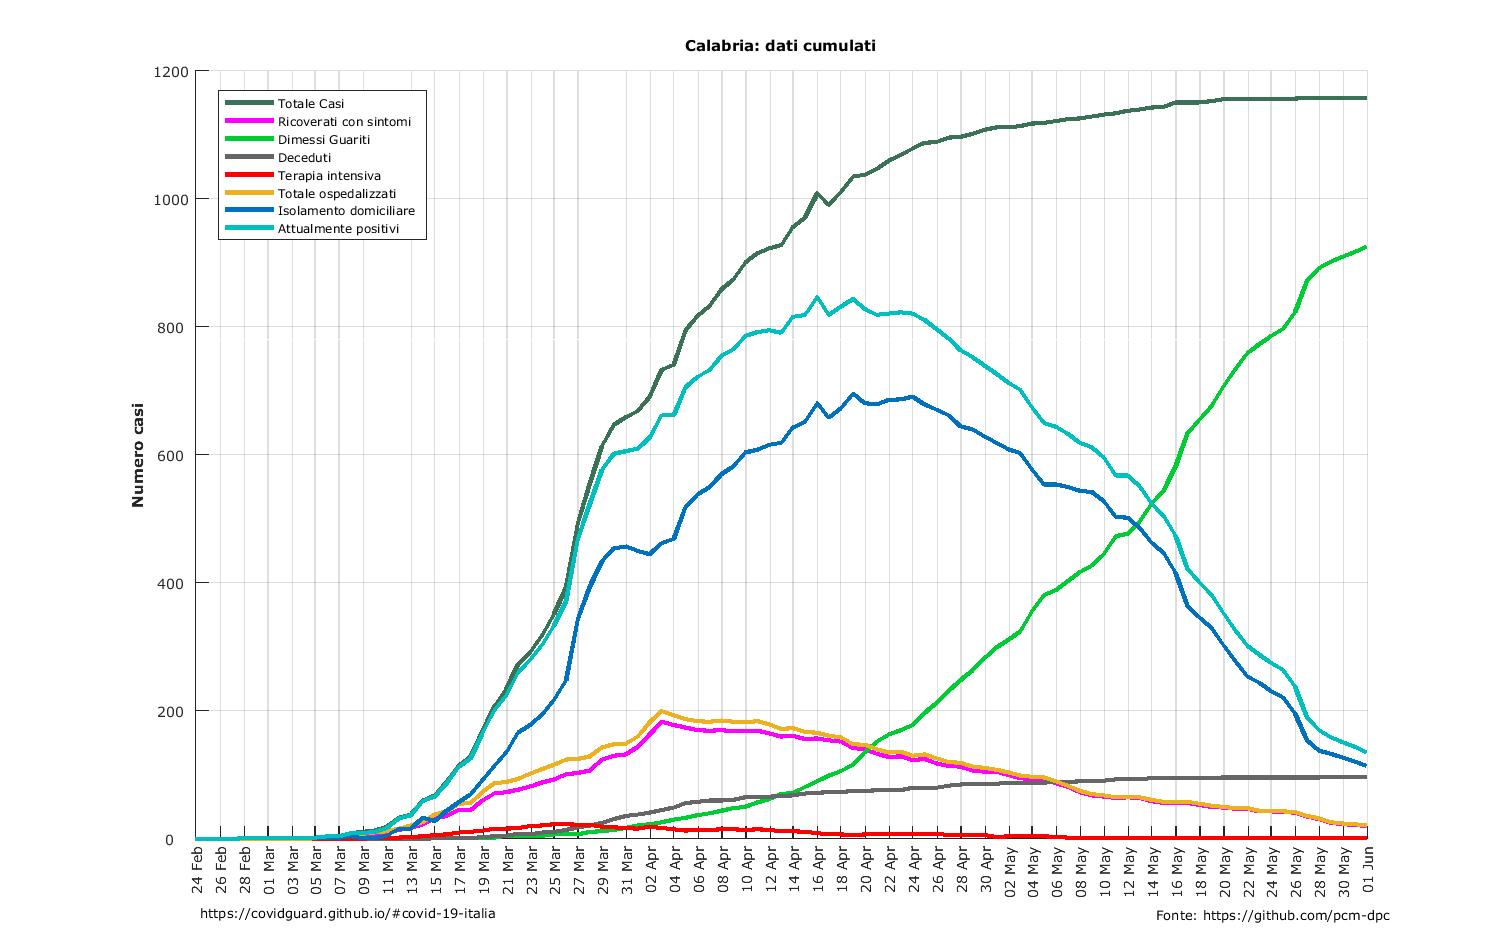 Calabria: dati cumulati
Numero casi
1200
1000
800
600
400
200
0
Totale Casi
Ricoverati con sintomi
Dimessi Guariti
Deceduti
Terapia intensiva
Totale ospedalizzati
Isolamento domiciliare
Attualmente positivi
24 Feb
26 Feb
28 Feb
01 Mar
03 Mar
05 Mar
07 Mar
09 Mar
11 Mar
13 Mar
15 Mar
17 Mar
19 Mar
21 Mar
23 Mar
25 Mar
27 Mar
29 Mar
31 Mar
02 Apr
04 Apr
06 Apr
08 Apr
10 Apr
12 Apr
14 Apr
16 Apr
18 Apr
20 Apr
22 Apr
24 Apr
26 Apr
28 Apr
30 Apr
02 May
04 May
06 May
08 May
10 May
12 May
14 May
16 May
18 May
20 May
22 May
24 May
26 May
28 May
30 May
01 Jun
https://covidguard.github.io/#covid-19-italia
Fonte: https://github.com/pcm-dpc